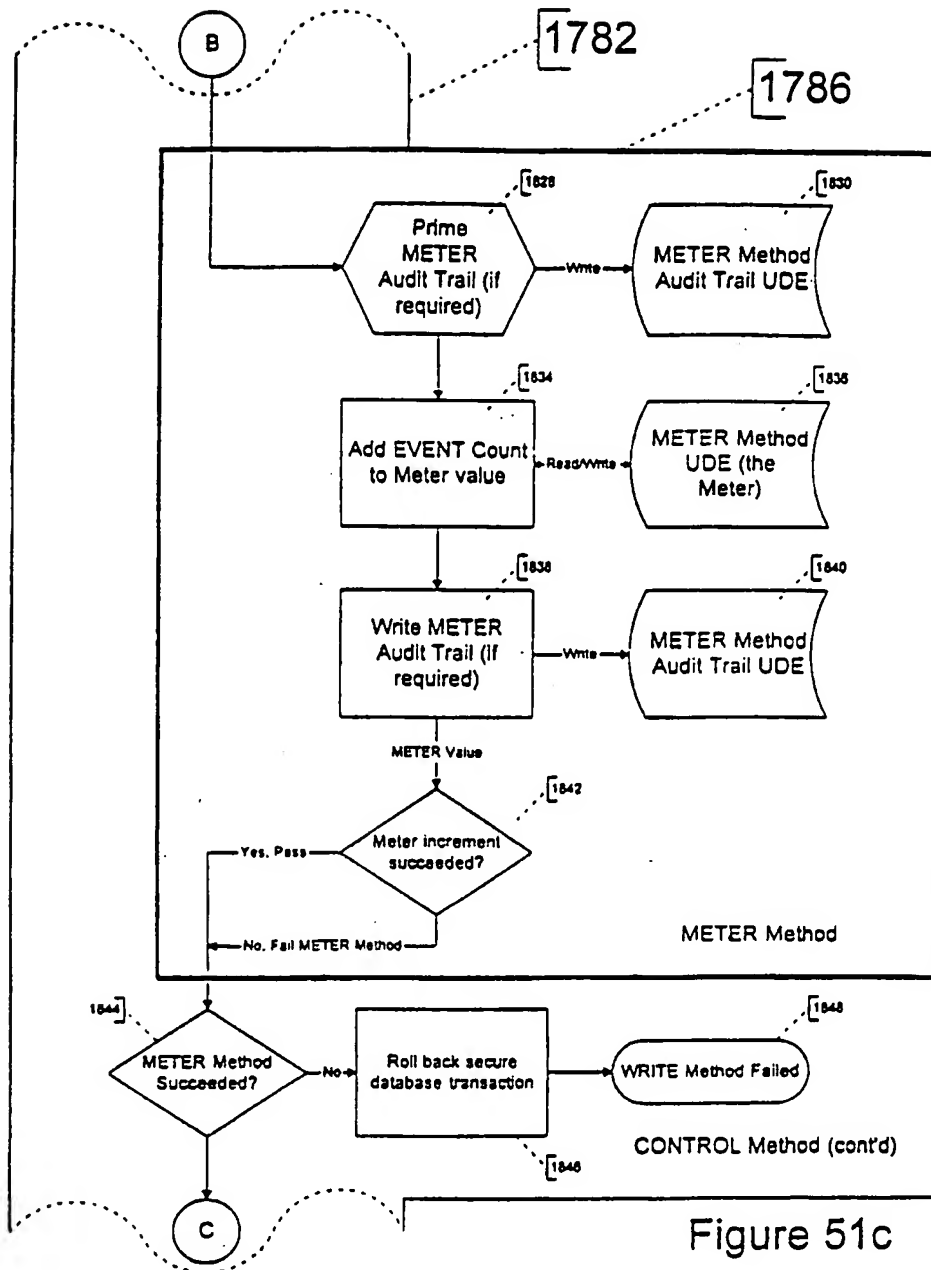 B
1782
1786
1828
Prime
METER
Audit Trail (if
required)
Write
1830
METER Method
Audit Trail UDE
1834
Add EVENT Count
to Meter value
Read/Write
1836
METER Method
UDE (the
Meter)
1838
Write METER
Audit Trail (if
required)
Write
1840
METER Method
Audit Trail UDE
METER Value
1842
Meter increment
succeeded?
Yes, Pass
No, Fail METER Method
METER Method
1844
METER Method
Succeeded?
No
Roll back secure
database transaction
1846
1848
WRITE Method Failed
CONTROL Method (cont'd)
C
Figure 51c